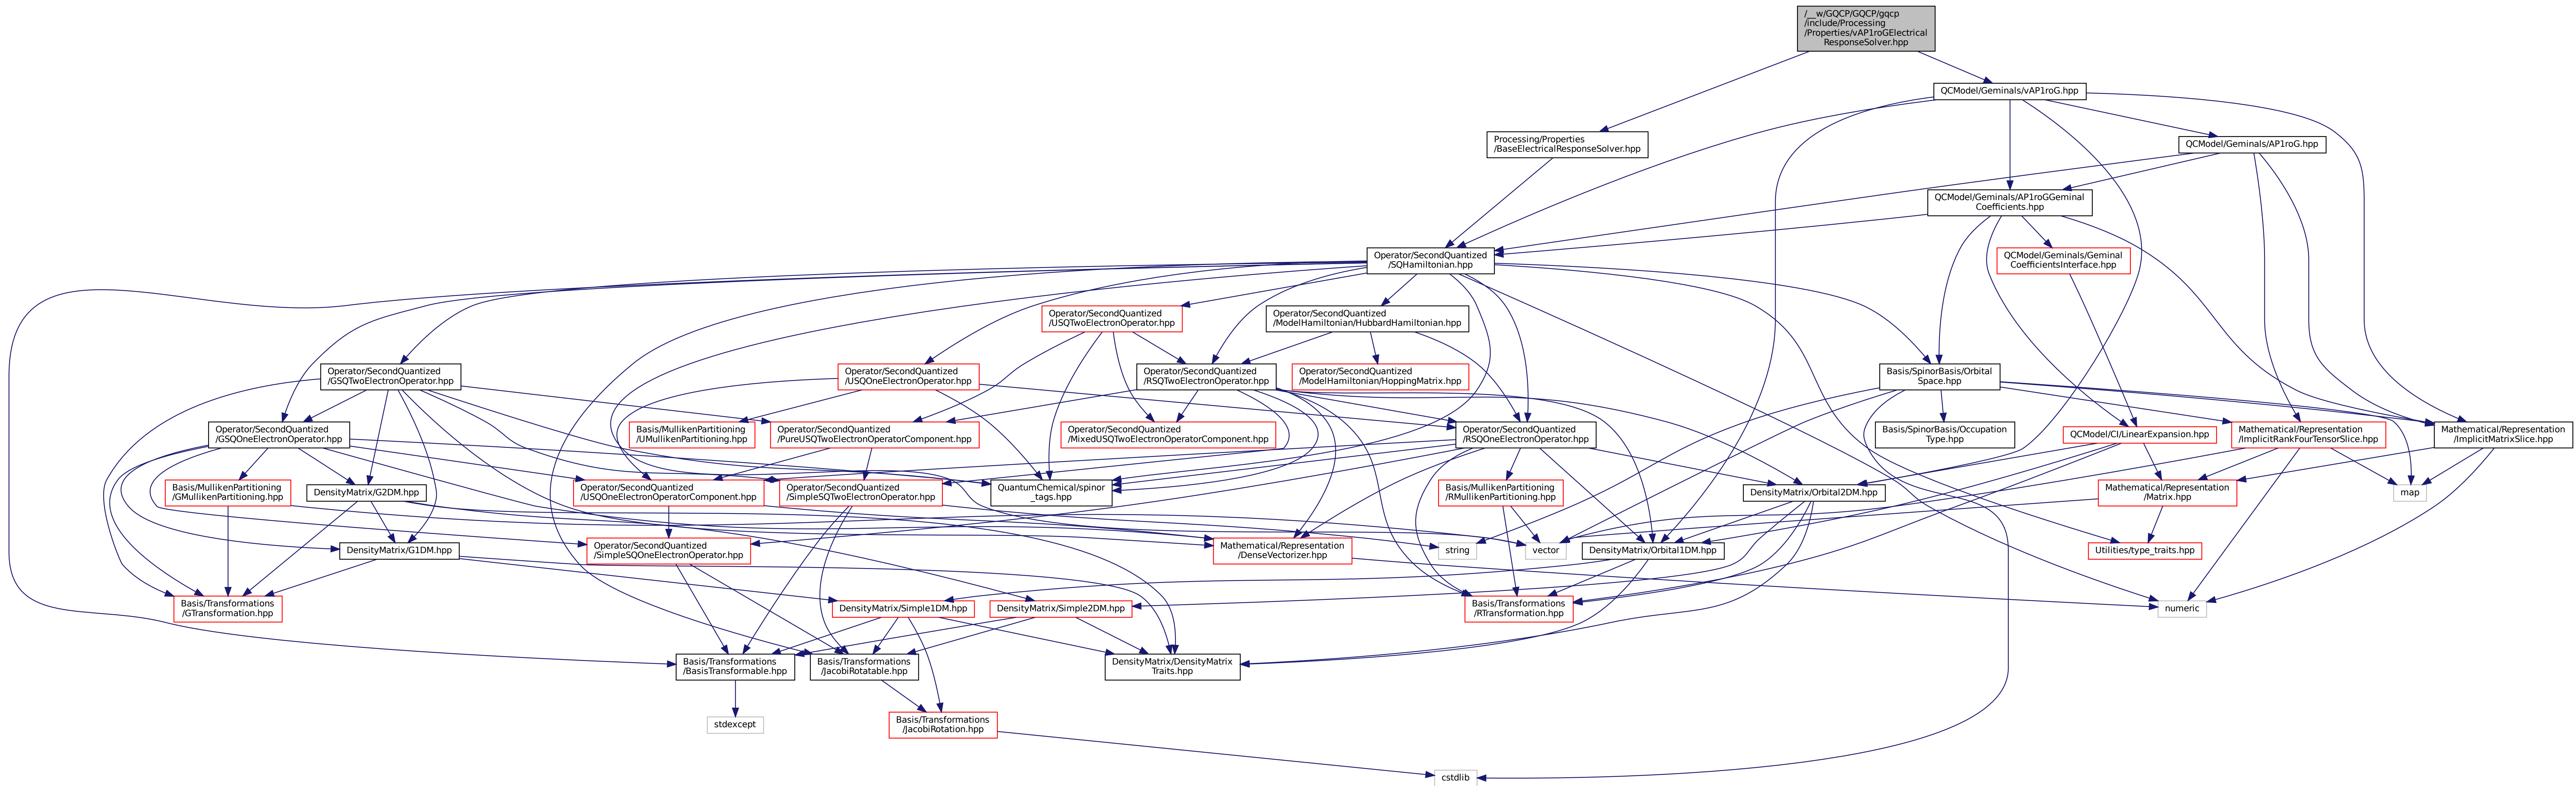 /__w/GQCP/GQCP/gqcp
/include/Processing
/Properties/vAP1roGElectrical
ResponseSolver.hpp
QCModel/Geminals/vAP1roG.hpp
Processing/Properties
/BaseElectricalResponseSolver.hpp
QCModel/Geminals/AP1roG.hpp
QCModel/Geminals/AP1roGGeminal
Coefficients.hpp
Operator/SecondQuantized
/SQHamiltonian.hpp
QCModel/Geminals/Geminal
CoefficientsInterface.hpp
Operator/SecondQuantized
/USQTwoElectronOperator.hpp
Operator/SecondQuantized
/ModelHamiltonian/HubbardHamiltonian.hpp
Operator/SecondQuantized
/GSQTwoElectronOperator.hpp
Operator/SecondQuantized
/USQOneElectronOperator.hpp
Operator/SecondQuantized
/RSQTwoElectronOperator.hpp
Operator/SecondQuantized
/ModelHamiltonian/HoppingMatrix.hpp
Basis/SpinorBasis/Orbital
Space.hpp
Operator/SecondQuantized
/GSQOneElectronOperator.hpp
Basis/MullikenPartitioning
/UMullikenPartitioning.hpp
Operator/SecondQuantized
/PureUSQTwoElectronOperatorComponent.hpp
Operator/SecondQuantized
/MixedUSQTwoElectronOperatorComponent.hpp
Operator/SecondQuantized
/RSQOneElectronOperator.hpp
Basis/SpinorBasis/Occupation
Type.hpp
QCModel/CI/LinearExpansion.hpp
Mathematical/Representation
/ImplicitRankFourTensorSlice.hpp
Mathematical/Representation
/ImplicitMatrixSlice.hpp
Basis/MullikenPartitioning
/GMullikenPartitioning.hpp
DensityMatrix/G2DM.hpp
Operator/SecondQuantized
/USQOneElectronOperatorComponent.hpp
Operator/SecondQuantized
/SimpleSQTwoElectronOperator.hpp
QuantumChemical/spinor
_tags.hpp
Basis/MullikenPartitioning
/RMullikenPartitioning.hpp
DensityMatrix/Orbital2DM.hpp
Mathematical/Representation
/Matrix.hpp
map
DensityMatrix/G1DM.hpp
Operator/SecondQuantized
/SimpleSQOneElectronOperator.hpp
Mathematical/Representation
/DenseVectorizer.hpp
string
vector
DensityMatrix/Orbital1DM.hpp
Utilities/type_traits.hpp
Basis/Transformations
/GTransformation.hpp
DensityMatrix/Simple1DM.hpp
DensityMatrix/Simple2DM.hpp
Basis/Transformations
/RTransformation.hpp
numeric
Basis/Transformations
/BasisTransformable.hpp
Basis/Transformations
/JacobiRotatable.hpp
DensityMatrix/DensityMatrix
Traits.hpp
stdexcept
Basis/Transformations
/JacobiRotation.hpp
cstdlib